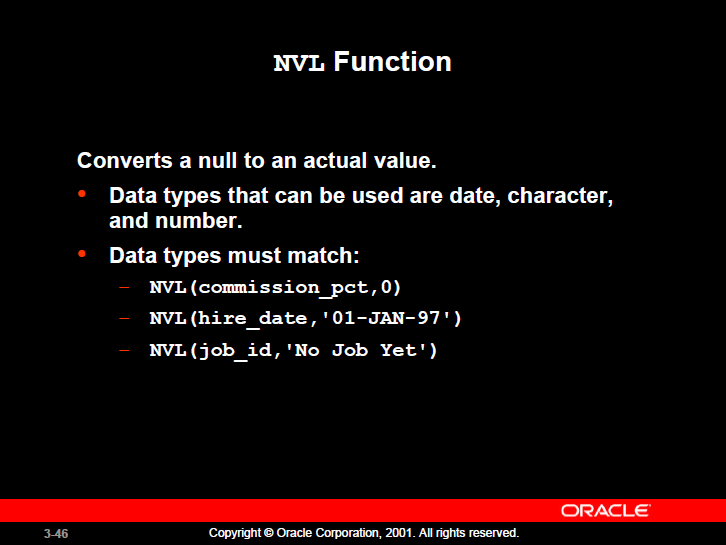 NVL Function
Converts a null to an actual value.
• Data types that can be used are date, character,
and number.
• Data types must match:
– NVL(commission_pct,0)
– NVL(hire_date,'01-JAN-97')
– NVL(job_id,'No Job Yet')
ORACLE
3-46
Copyright © Oracle Corporation, 2001. All rights reserved.